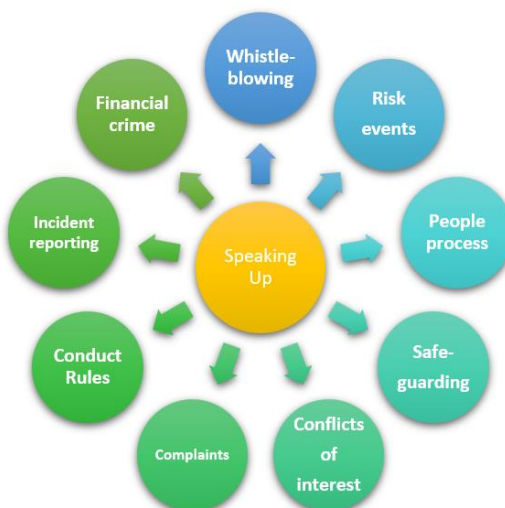 Whistle-
blowing
Risk
events
People
process
Safe-
guarding
Conflicts
of
interest
Complaints
Conduct
Rules
Incident
reporting
Financial
crime
Speaking
Up